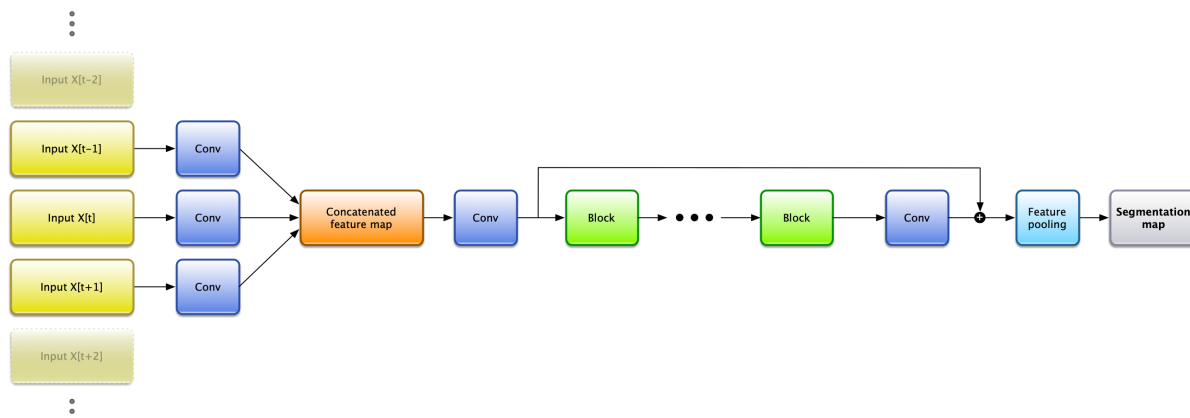 Input X[t-2]
Input X[t-1]
Conv
Input X[t]
Conv
Concatenated
feature map
Conv
Block
Block
Conv
Feature
pooling
Segmentation
map
Input X[t+1]
Conv
Input X[t+2]